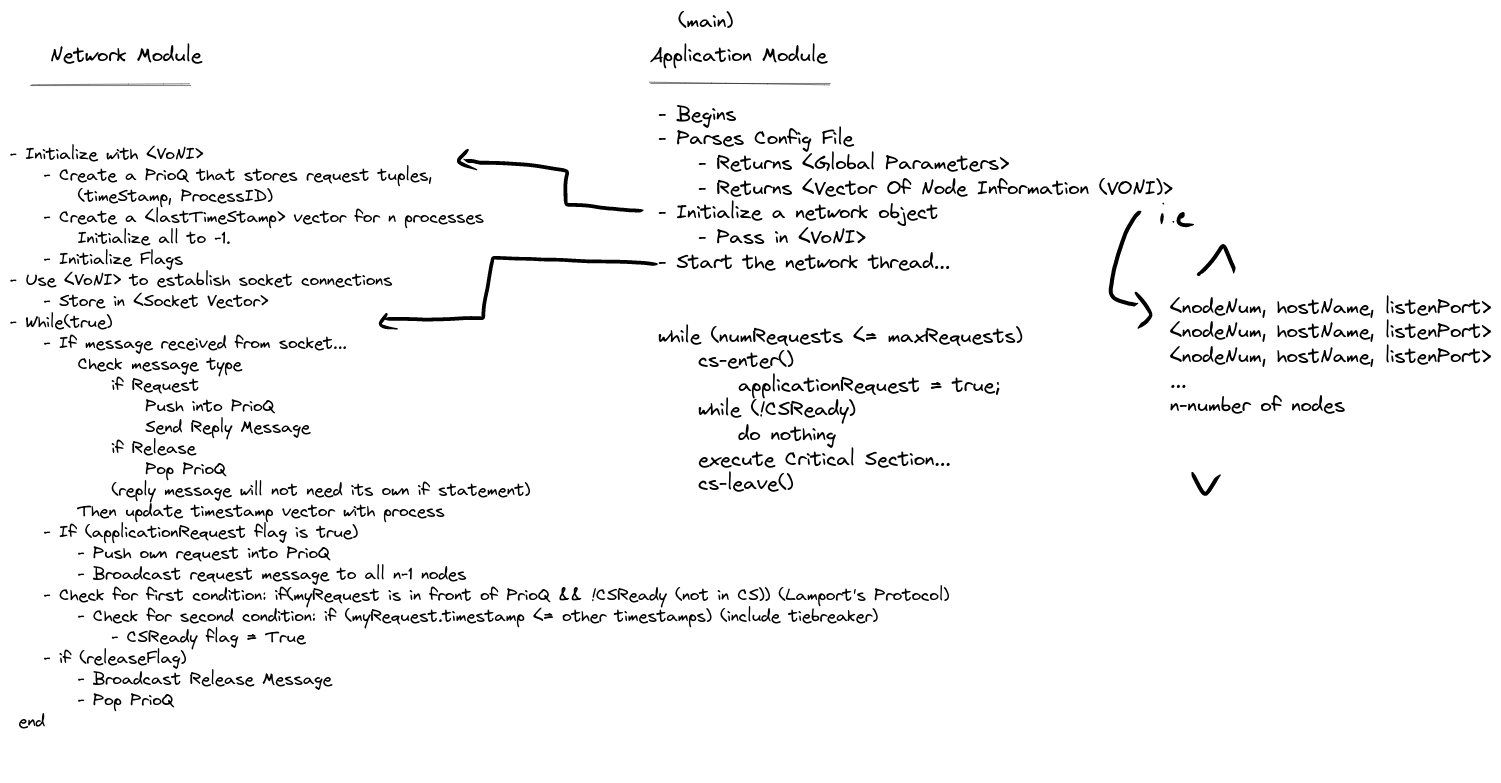 Network Module
- Initialize with <VoNI>
- Create a PrioQ that stores request tuples,
(timeStamp, ProcessID)
- Create a <lastTimeStamp> vector for n processes
Initialize all to -1.
- Initialize Flags
- Use <VoNI> to establish socket connections
- Store in <Socket Vector>
- While(true)
- If message received from socket...
Check message type
if Request
Push into PrioQ
Send Reply Message
if Release
Pop PrioQ
(reply message will not need its own if statement)
Then update timestamp vector with process
- If (applicationRequest flag is true)
- Push own request into PrioQ
- Broadcast request message to all n-1 nodes
- Check for first condition: if(myRequest is in front of PrioQ && !CSReady (not in CS)) (Lamport's Protocol)
- Check for second condition: if (myRequest.timestamp <= other timestamps) (include tiebreaker)
- CSReady flag = True
- if (releaseFlag)
- Broadcast Release Message
- Pop PrioQ
end
(main)
Application Module
- Begins
- Parses Config File
- Returns <Global Parameters>
- Returns <Vector Of Node Information (VONI)>
- Initialize a network object
- Pass in <VoNI>
- Start the network thread...
while (numRequests <= maxRequests)
cs-enter()
applicationRequest = true;
while (!CSReady)
do nothing
execute Critical Section...
cs-leave()
i.e
<
<nodeNum, hostName, listenPort>
<nodeNum, hostName, listenPort>
<nodeNum, hostName, listenPort>
...
n-number of nodes
>